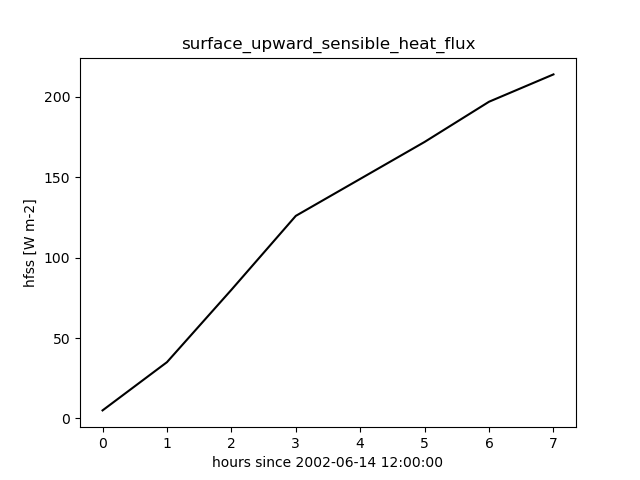 surface_upward_sensible_heat_flux
hfss [W m-2]
200
150
100
50
0
0 1 2 3 4 5 6 7
hours since 2002-06-14 12:00:00